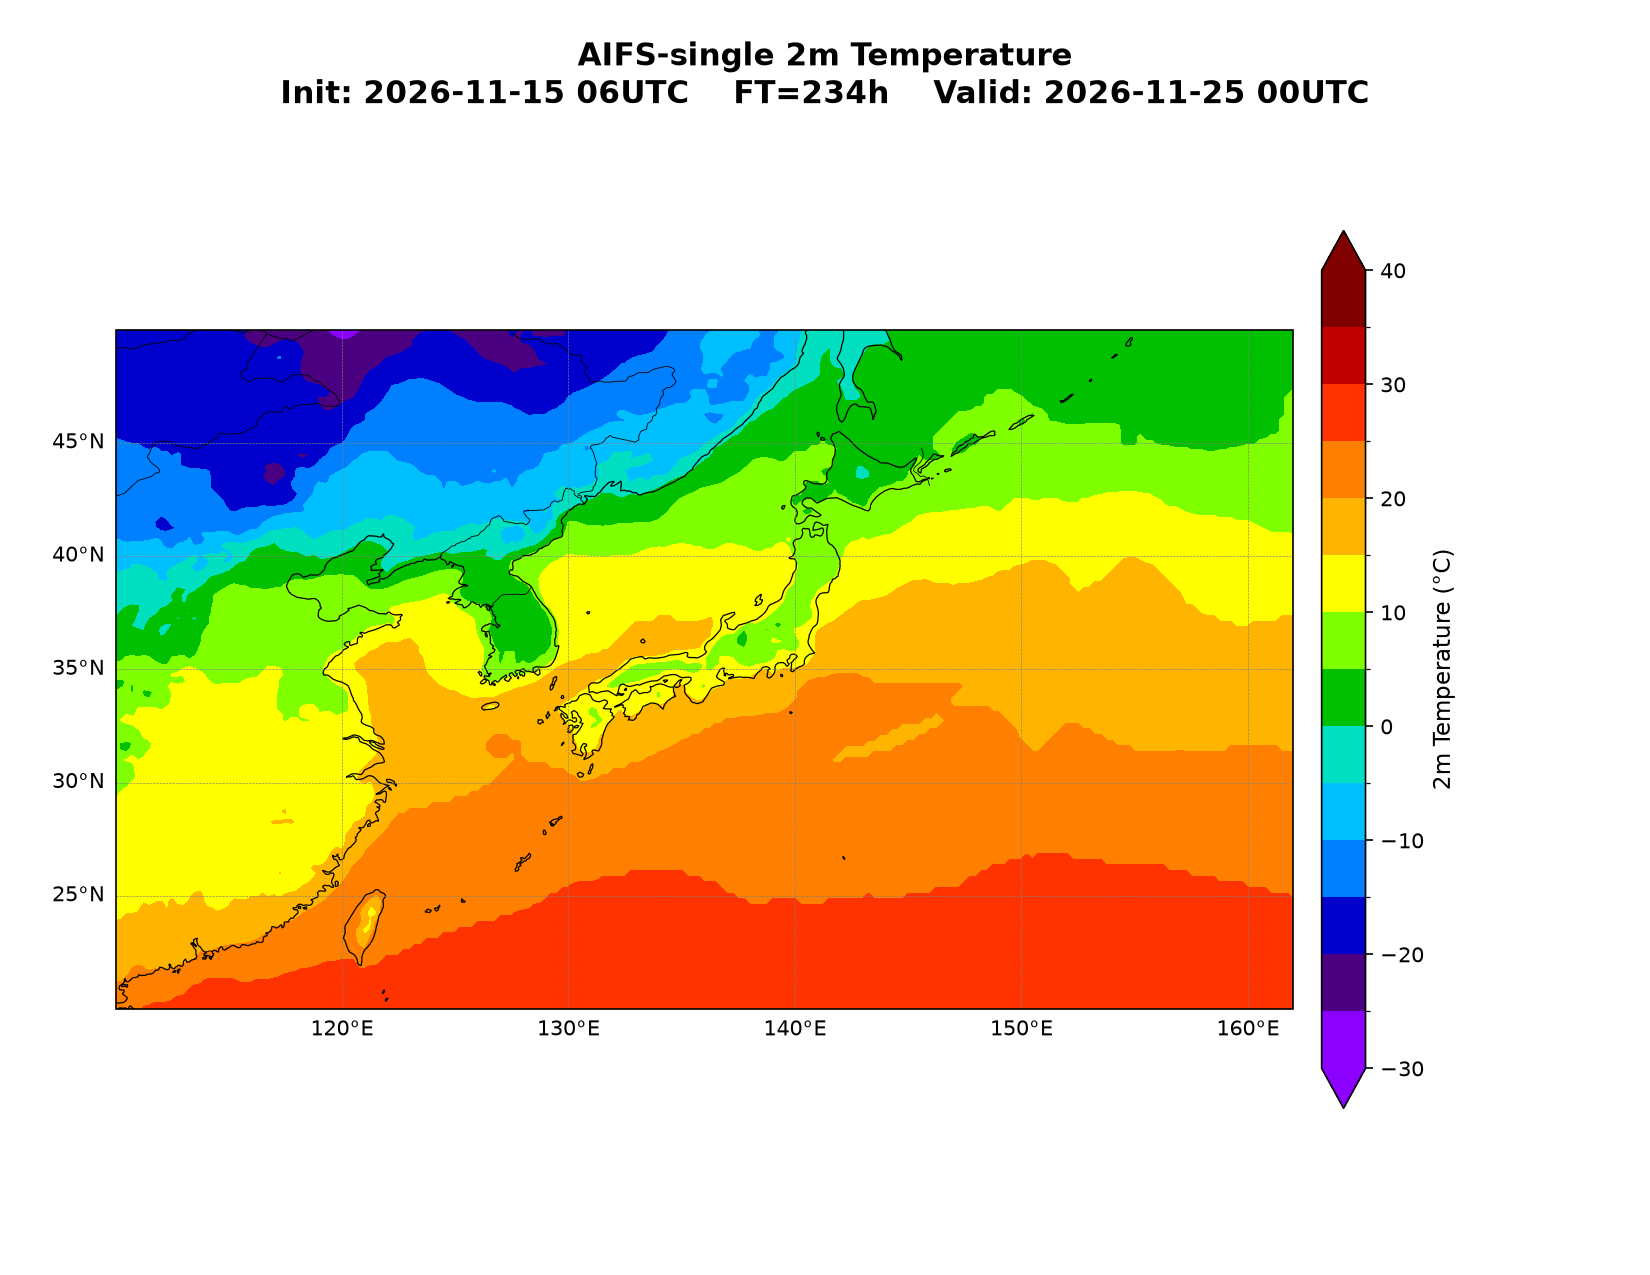 AIFS-single 2m Temperature
Init: 2026-11-15 06UTC    FT=234h    Valid: 2026-11-25 00UTC
45°N
40°N
35°N
30°N
25°N
120°E
130°E
140°E
150°E
160°E
40
30
20
10
0
−10
−20
−30
2m Temperature (°C)